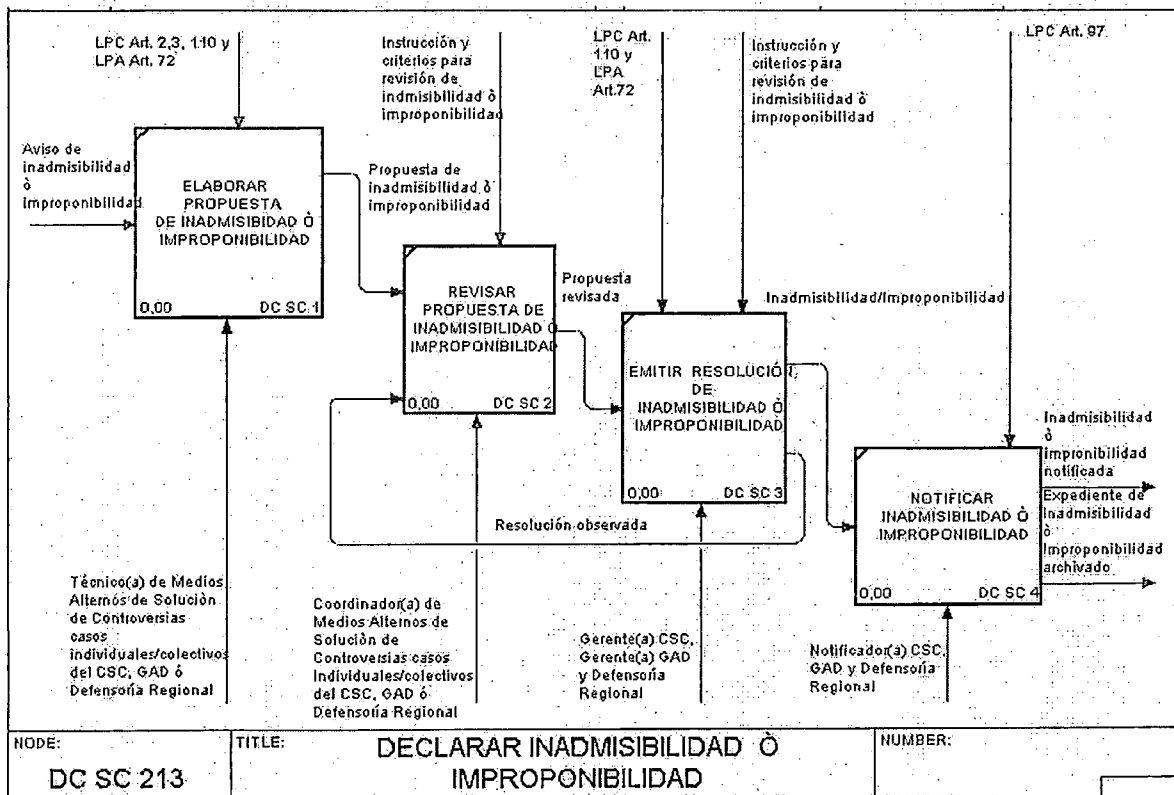 LPC Art. 2,3, 110 y
LPA Art. 72
Instrucción y
criterios para
revisión de
indmisibilidad ò
improponibilidad
LPC Art.
110 y
LPA
Art.72
Instrucción y
criterios para
revisión de
indmisibilidad ò
improponibilidad
LPC Art. 97
Aviso de
inadmisibilidad
ò
improponibilidad
ELABORAR
PROPUESTA
DE INADMISIBIDAD Ò
IMPROPONIBILIDAD
0,00 DC SC 1
Propuesta de
inadmisibilidad ò
improponibilidad
REVISAR
PROPUESTA DE
INADMISIBILIDAD Ò
IMPROPONIBILIDAD
0,00 DC SC 2
Propuesta
revisada
EMITIR RESOLUCIÓ
DE
INADMISIBILIDAD Ò
IMPROPONIBILIDAD
0,00 DC SC 3
Inadmisibilidad/Improponibilidad
Resolución observada
NOTIFICAR
INADMISIBILIDAD Ò
IMPROPONIBILIDAD
0,00 DC SC 4
Inadmisibilidad
ò
impronibilidad
notificada
Expediente de
Inadmisibilidad
ò
Improponibilidad
archivado
Técnico(a) de Medios
Alternos de Solución
de Controversias
casos
individuales/colectivos
del CSC, GAD ó
Defensoría Regional
Coordinador(a) de
Medios Alternos de
Solución de
Controversias casos
Individuales/colectivos
del CSC, GAD ó
Defensoría Regional
Gerente(a) CSC,
Gerente(a) GAD
y Defensoría
Regional
Notificador(a) CSC,
GAD y Defensoría
Regional
NODE:
DC SC 213
TITLE:
DECLARAR INADMISIBILIDAD Ò
IMPROPONIBILIDAD
NUMBER: